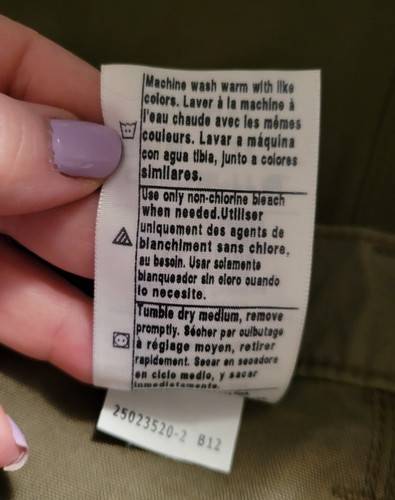 Machine wash warm with like
colors. Laver à la machine à
l'eau chaude avec les mêmes
couleurs. Lavar a máquina
con agua tibia, junto a colores
similares.
Use only non-chlorine bleach
when needed.Utiliser
uniquement des agents de
blanchiment sans chlore,
au besoin. Usar solamente
blanqueador sin cloro cuando
lo necesite.
Tumble dry medium, remove
promptly. Sécher par culbutage
à réglage moyen, retirer
rapidement. Secar en secadora
en ciclo medio, y sacar
inmediatamente.
25023520-2 B12